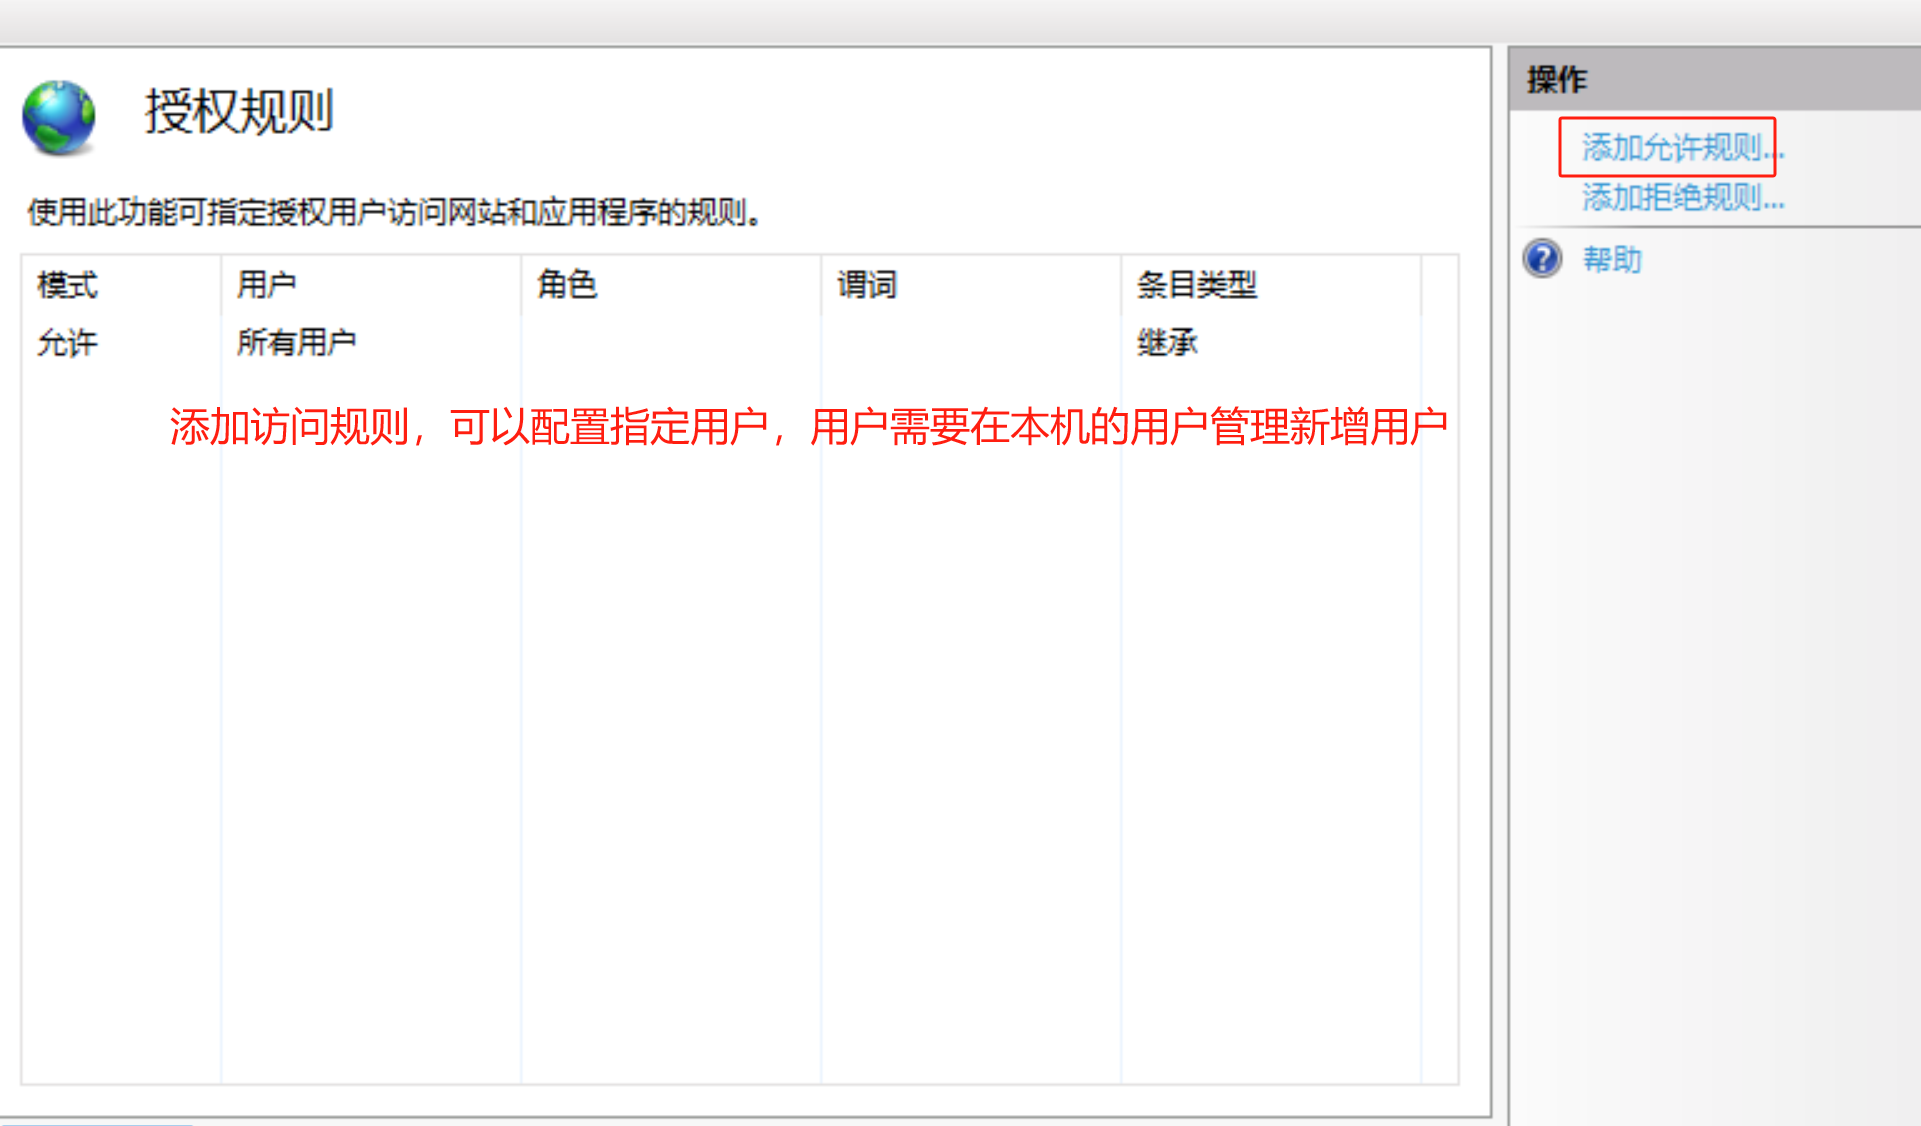 授权规则
使用此功能可指定授权用户访问网站和应用程序的规则。
模式 用户 角色 谓词 条目类型
允许 所有用户 继承
添加访问规则，可以配置指定用户，用户需要在本机的用户管理新增用户
操作
添加允许规则...
添加拒绝规则...
? 帮助